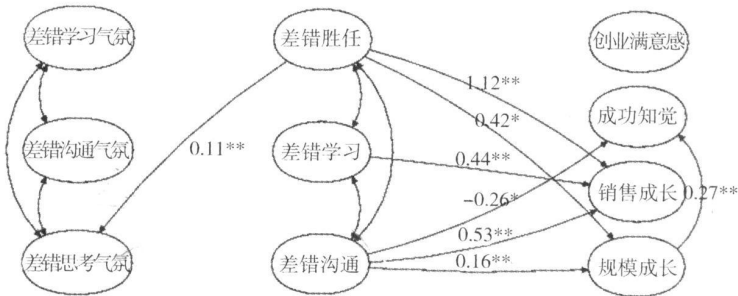 差错学习气氛
差错胜任
创业满意感
1.12**
成功知觉
0.42*
差错沟通气氛
0.11**
差错学习
0.44**
销售成长
0.27**
-0.26*
0.53**
差错思考气氛
差错沟通
0.16**
规模成长